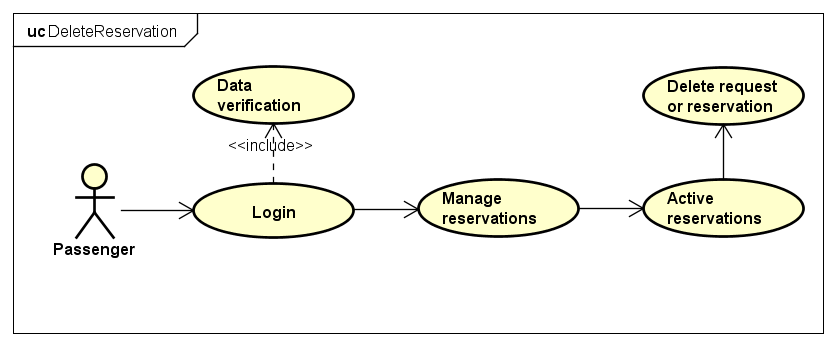 uc DeleteReservation
Data
verification
Delete request
or reservation
<<include>>
Login
Manage
reservations
Active
reservations
Passenger